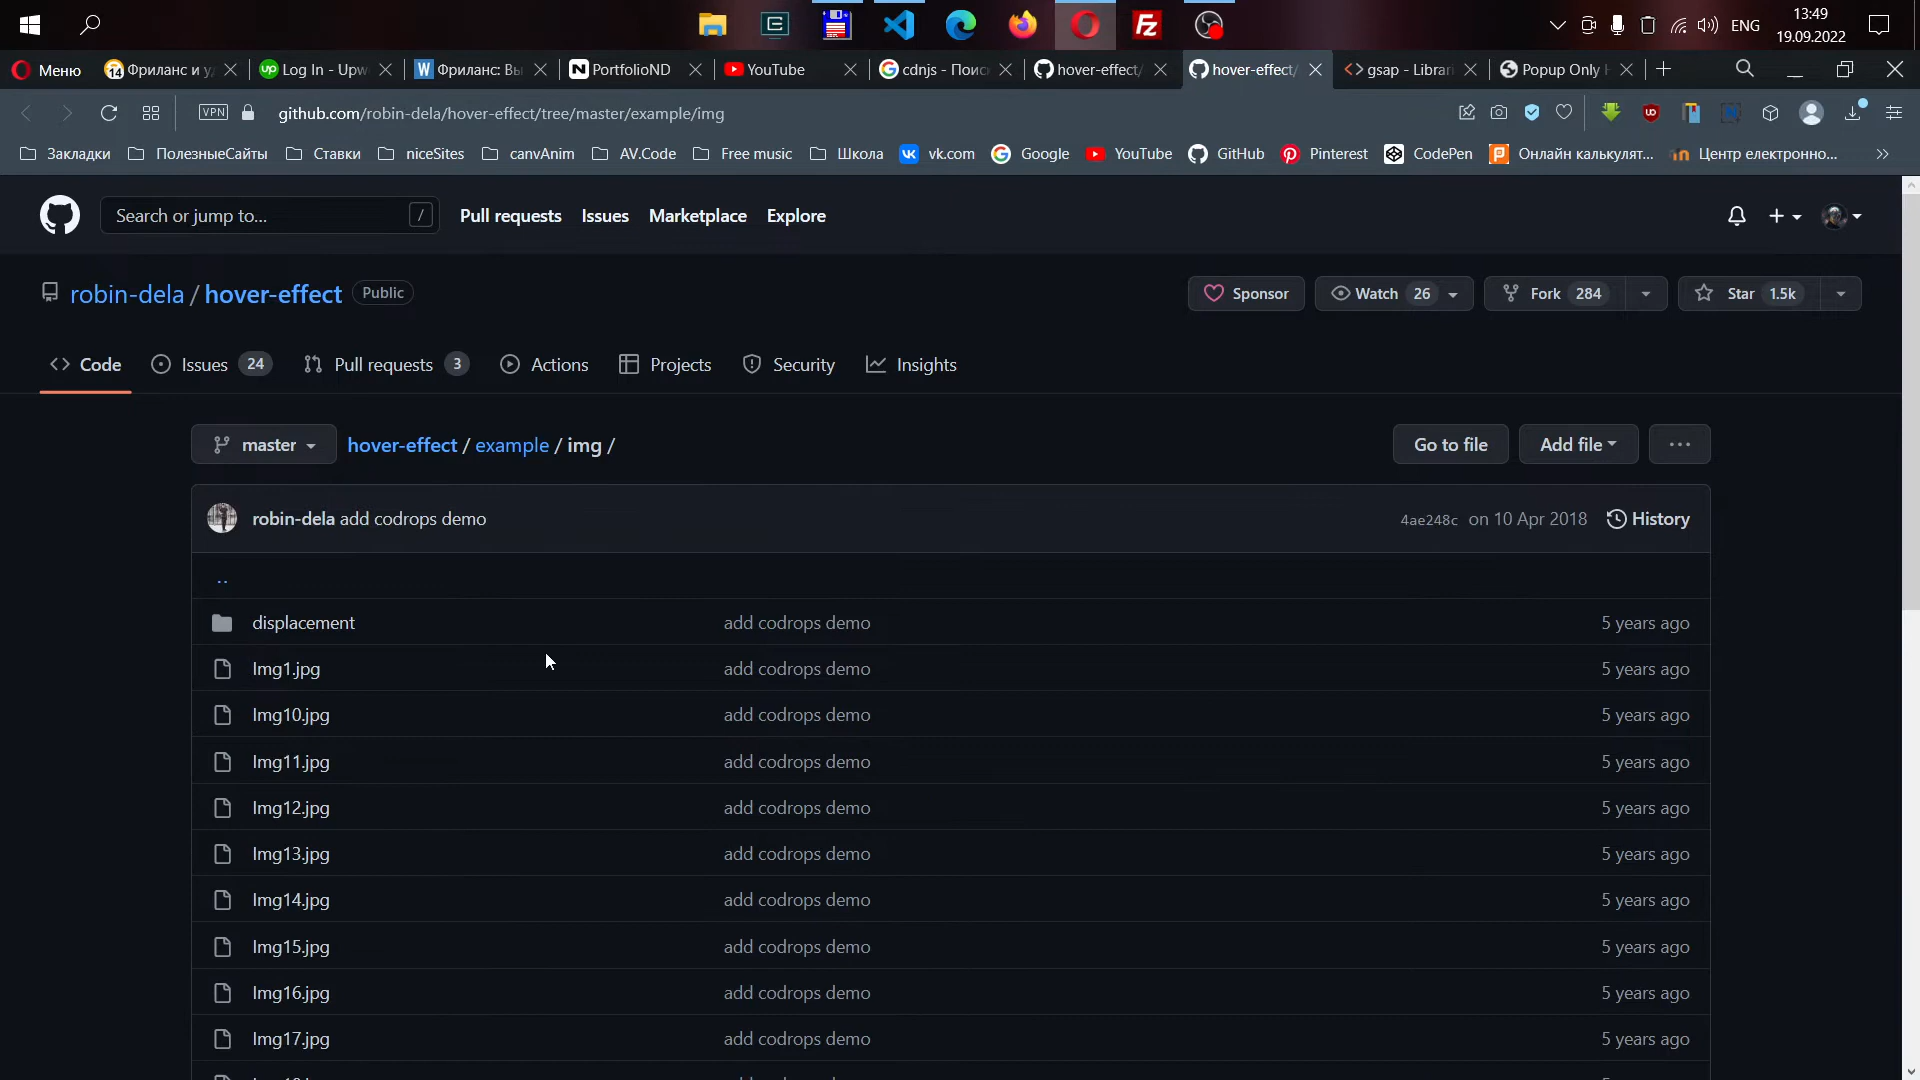 ENG
13:49
19.09.2022
Меню
14
Фриланс и у
up
Log In - Upw
W
Фриланс: Вы
PortfolioND
YouTube
cdnjs - Поис
hover-effect/
hover-effect/
gsap - Librari
Popup Only
VPN
github.com/robin-dela/hover-effect/tree/master/example/img
Закладки
ПолезныеСайты
Ставки
niceSites
canvAnim
AV.Code
Free music
Школа
vk.com
Google
YouTube
GitHub
Pinterest
CodePen
Онлайн калькулят...
Центр електронно...
Search or jump to...
/
Pull requests
Issues
Marketplace
Explore
robin-dela / hover-effect
Public
Sponsor
Watch 26
Fork 284
Star 1.5k
Code
Issues 24
Pull requests 3
Actions
Projects
Security
Insights
master
hover-effect / example / img /
Go to file
Add file
...
robin-dela add codrops demo
4ae248c on 10 Apr 2018
History
..
displacement add codrops demo 5 years ago
Img1.jpg add codrops demo 5 years ago
Img10.jpg add codrops demo 5 years ago
Img11.jpg add codrops demo 5 years ago
Img12.jpg add codrops demo 5 years ago
Img13.jpg add codrops demo 5 years ago
Img14.jpg add codrops demo 5 years ago
Img15.jpg add codrops demo 5 years ago
Img16.jpg add codrops demo 5 years ago
Img17.jpg add codrops demo 5 years ago